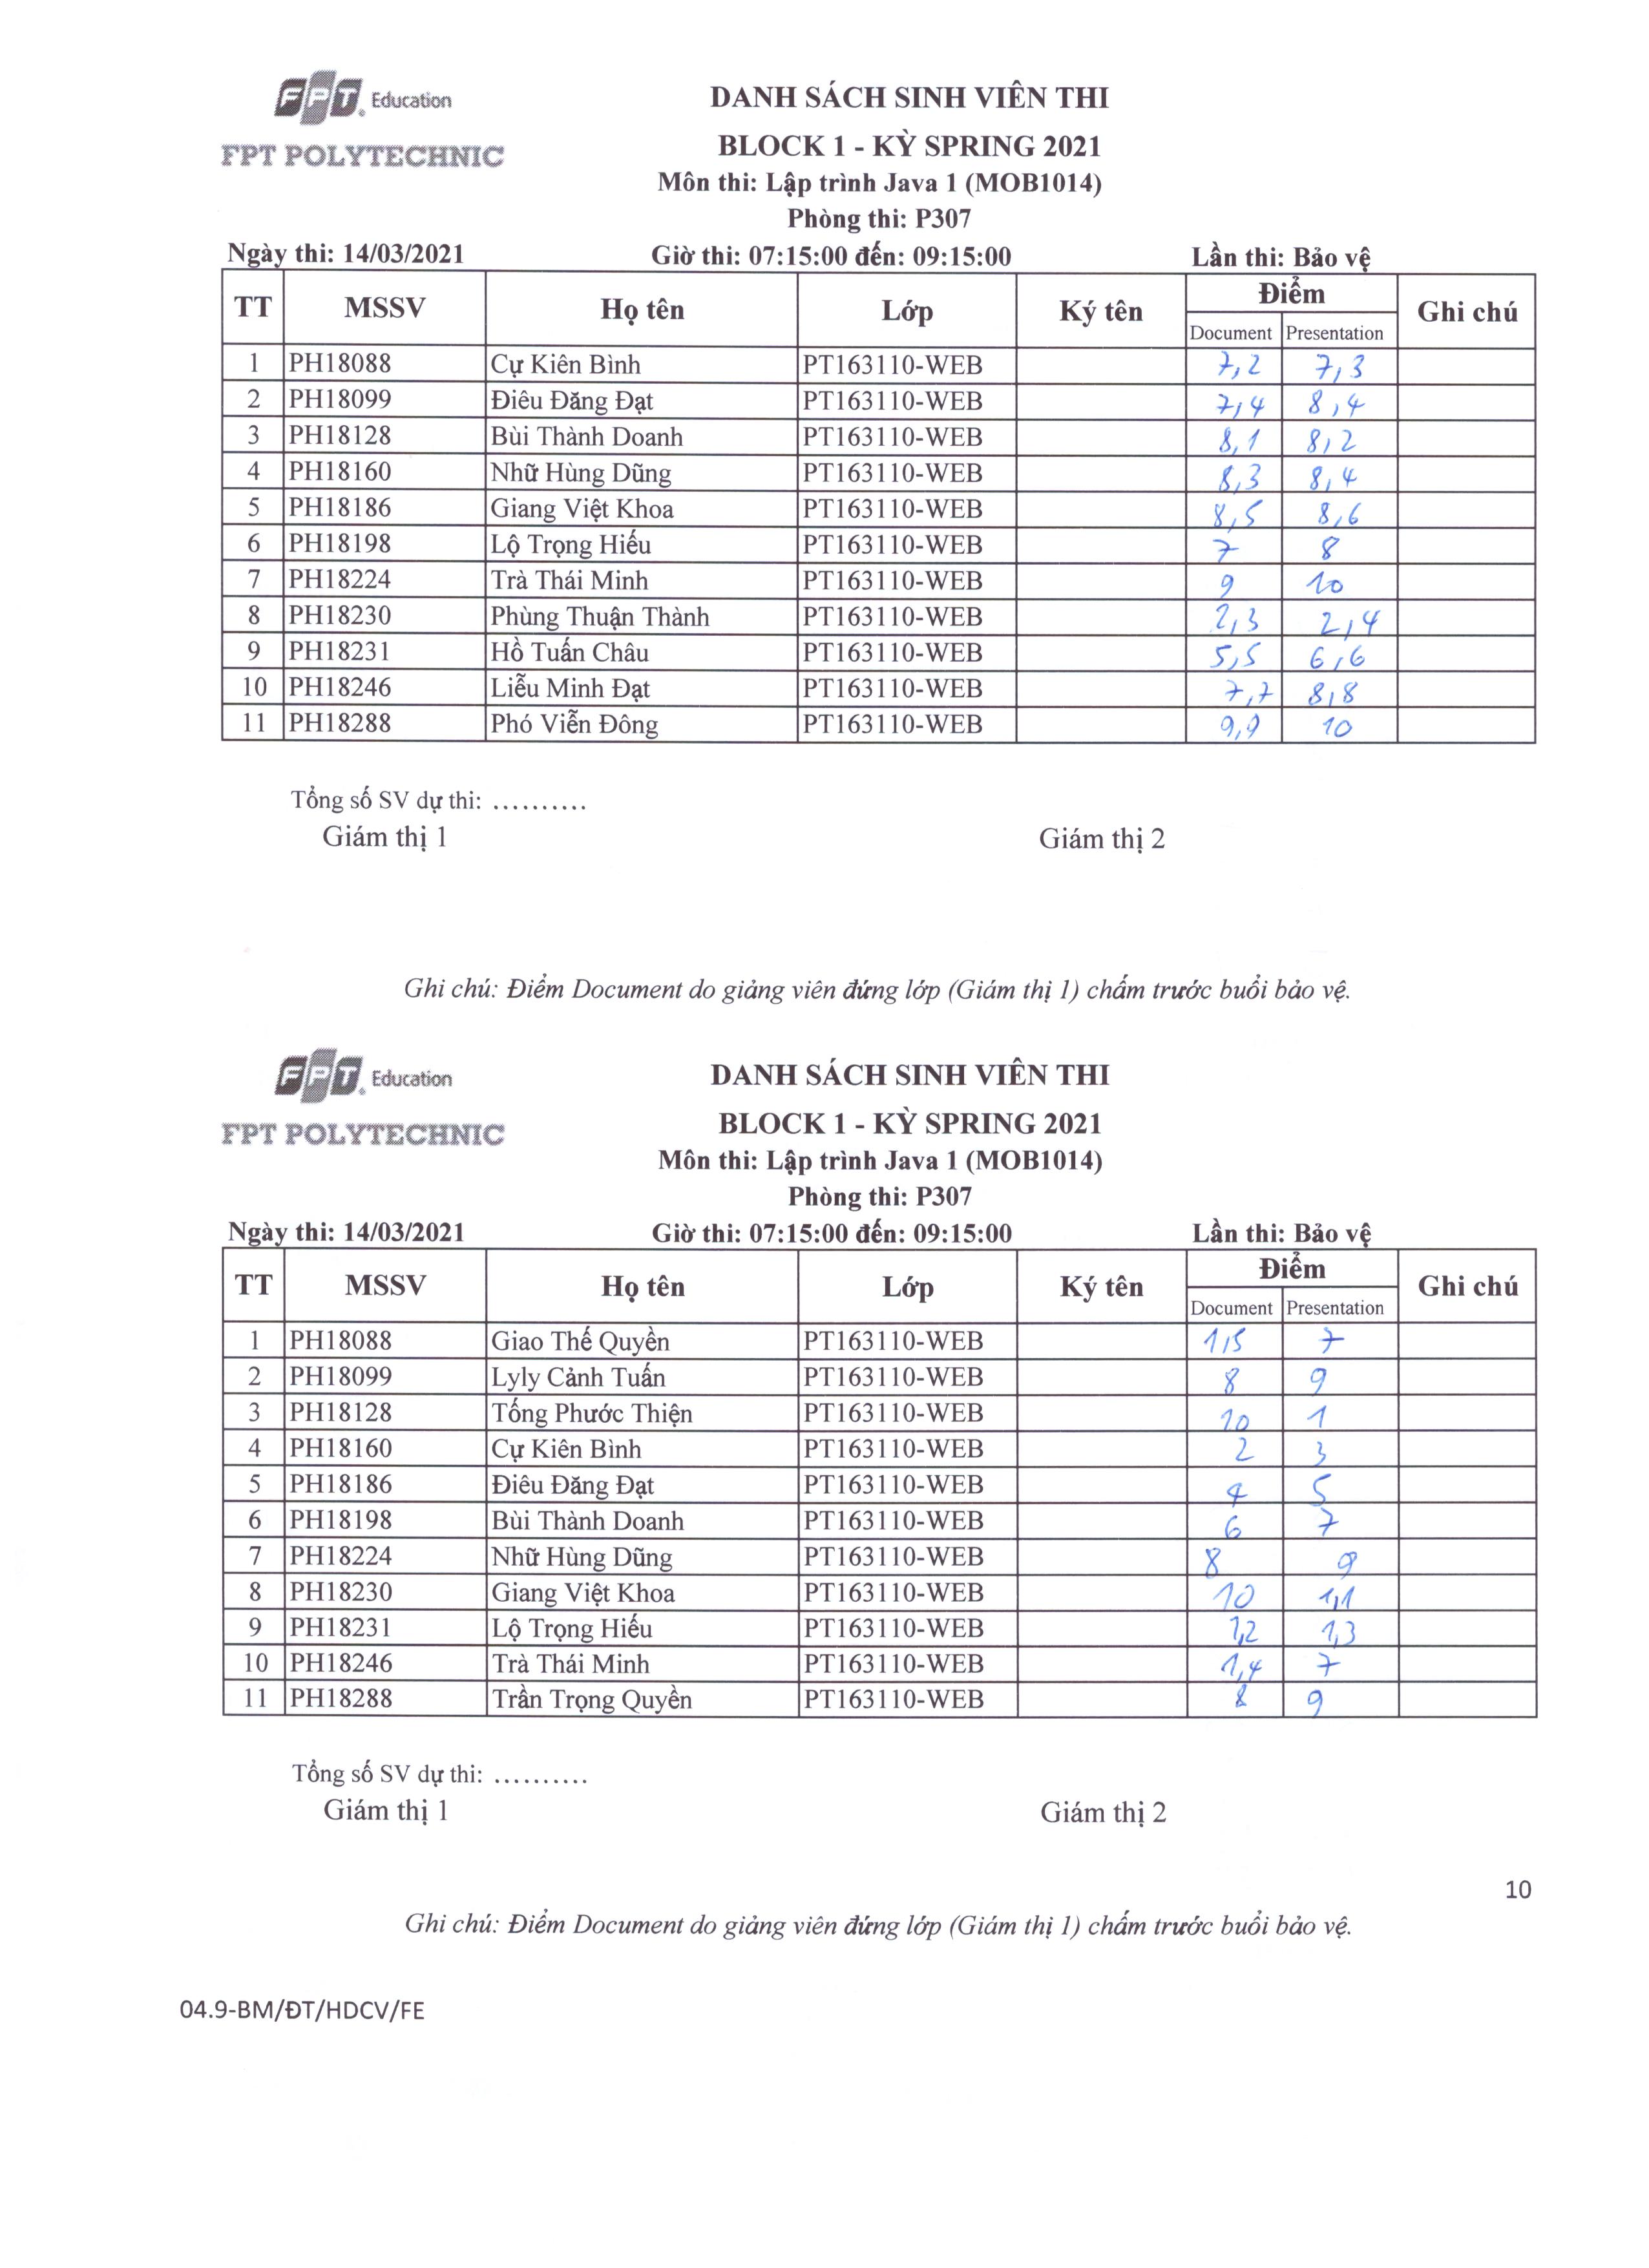 FPT Education
FPT POLYTECHNIC
DANH SÁCH SINH VIÊN THI
BLOCK 1 - KỲ SPRING 2021
Môn thi: Lập trình Java 1 (MOB1014)
Phòng thi: P307
Ngày thi: 14/03/2021 Giờ thi: 07:15:00 đến: 09:15:00 Lần thi: Bảo vệ
TT MSSV Họ tên Lớp Ký tên Điểm Ghi chú
Document Presentation
1 PH18088 Cự Kiên Bình PT163110-WEB 7,2 7,3
2 PH18099 Điêu Đăng Đạt PT163110-WEB 7,4 8,4
3 PH18128 Bùi Thành Doanh PT163110-WEB 8,1 8,2
4 PH18160 Nhữ Hùng Dũng PT163110-WEB 8,3 8,4
5 PH18186 Giang Việt Khoa PT163110-WEB 8,5 8,6
6 PH18198 Lộ Trọng Hiếu PT163110-WEB 7 8
7 PH18224 Trà Thái Minh PT163110-WEB 9 10
8 PH18230 Phùng Thuận Thành PT163110-WEB 2,3 2,4
9 PH18231 Hồ Tuấn Châu PT163110-WEB 5,5 6,6
10 PH18246 Liễu Minh Đạt PT163110-WEB 7,7 8,8
11 PH18288 Phó Viễn Đông PT163110-WEB 9,9 10
Tổng số SV dự thi: ..........
Giám thị 1 Giám thị 2
Ghi chú: Điểm Document do giảng viên đứng lớp (Giám thị 1) chấm trước buổi bảo vệ.
FPT Education
FPT POLYTECHNIC
DANH SÁCH SINH VIÊN THI
BLOCK 1 - KỲ SPRING 2021
Môn thi: Lập trình Java 1 (MOB1014)
Phòng thi: P307
Ngày thi: 14/03/2021 Giờ thi: 07:15:00 đến: 09:15:00 Lần thi: Bảo vệ
TT MSSV Họ tên Lớp Ký tên Điểm Ghi chú
Document Presentation
1 PH18088 Giao Thế Quyền PT163110-WEB 1,5 7
2 PH18099 Lyly Cảnh Tuấn PT163110-WEB 8 9
3 PH18128 Tống Phước Thiện PT163110-WEB 10 1
4 PH18160 Cự Kiên Bình PT163110-WEB 2 3
5 PH18186 Điêu Đăng Đạt PT163110-WEB 4 5
6 PH18198 Bùi Thành Doanh PT163110-WEB 6 7
7 PH18224 Nhữ Hùng Dũng PT163110-WEB 8 9
8 PH18230 Giang Việt Khoa PT163110-WEB 10 1,1
9 PH18231 Lộ Trọng Hiếu PT163110-WEB 1,2 1,3
10 PH18246 Trà Thái Minh PT163110-WEB 1,4 7
11 PH18288 Trần Trọng Quyền PT163110-WEB 8 9
Tổng số SV dự thi: ..........
Giám thị 1 Giám thị 2
10
Ghi chú: Điểm Document do giảng viên đứng lớp (Giám thị 1) chấm trước buổi bảo vệ.
04.9-BM/ĐT/HDCV/FE